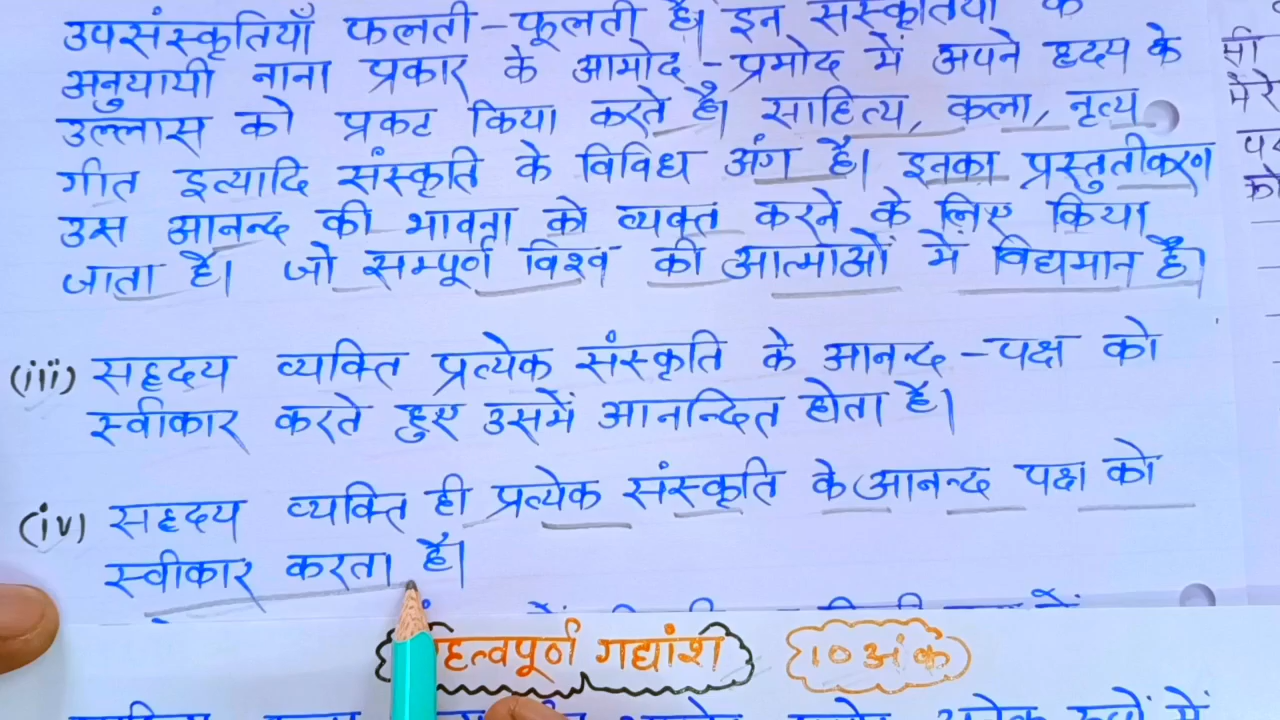 उपसंस्कृतियाँ फलती-फूलती हैं। इन संस्कृतियों के
अनुयायी नाना प्रकार के आमोद-प्रमोद में अपने हृदय के
उल्लास को प्रकट किया करते है। साहित्य, कला, नृत्य
गीत इत्यादि संस्कृति के विविध अंग है। इनका प्रस्तुतीकरण
उस आनन्द की भावना को व्यक्त करने के लिए किया
जाता है। जो सम्पूर्ण विश्व की आत्माओं में विद्यमान है।
(iii) सहृदय व्यक्ति प्रत्येक संस्कृति के आनन्द-पक्ष को
स्वीकार करते हुए उसमें आनन्दित होता है।
(iv) सहृदय व्यक्ति ही प्रत्येक संस्कृति के आनन्द पक्ष को
स्वीकार करता है।
गद्यांश 10 अंक
मी
मेरे
को